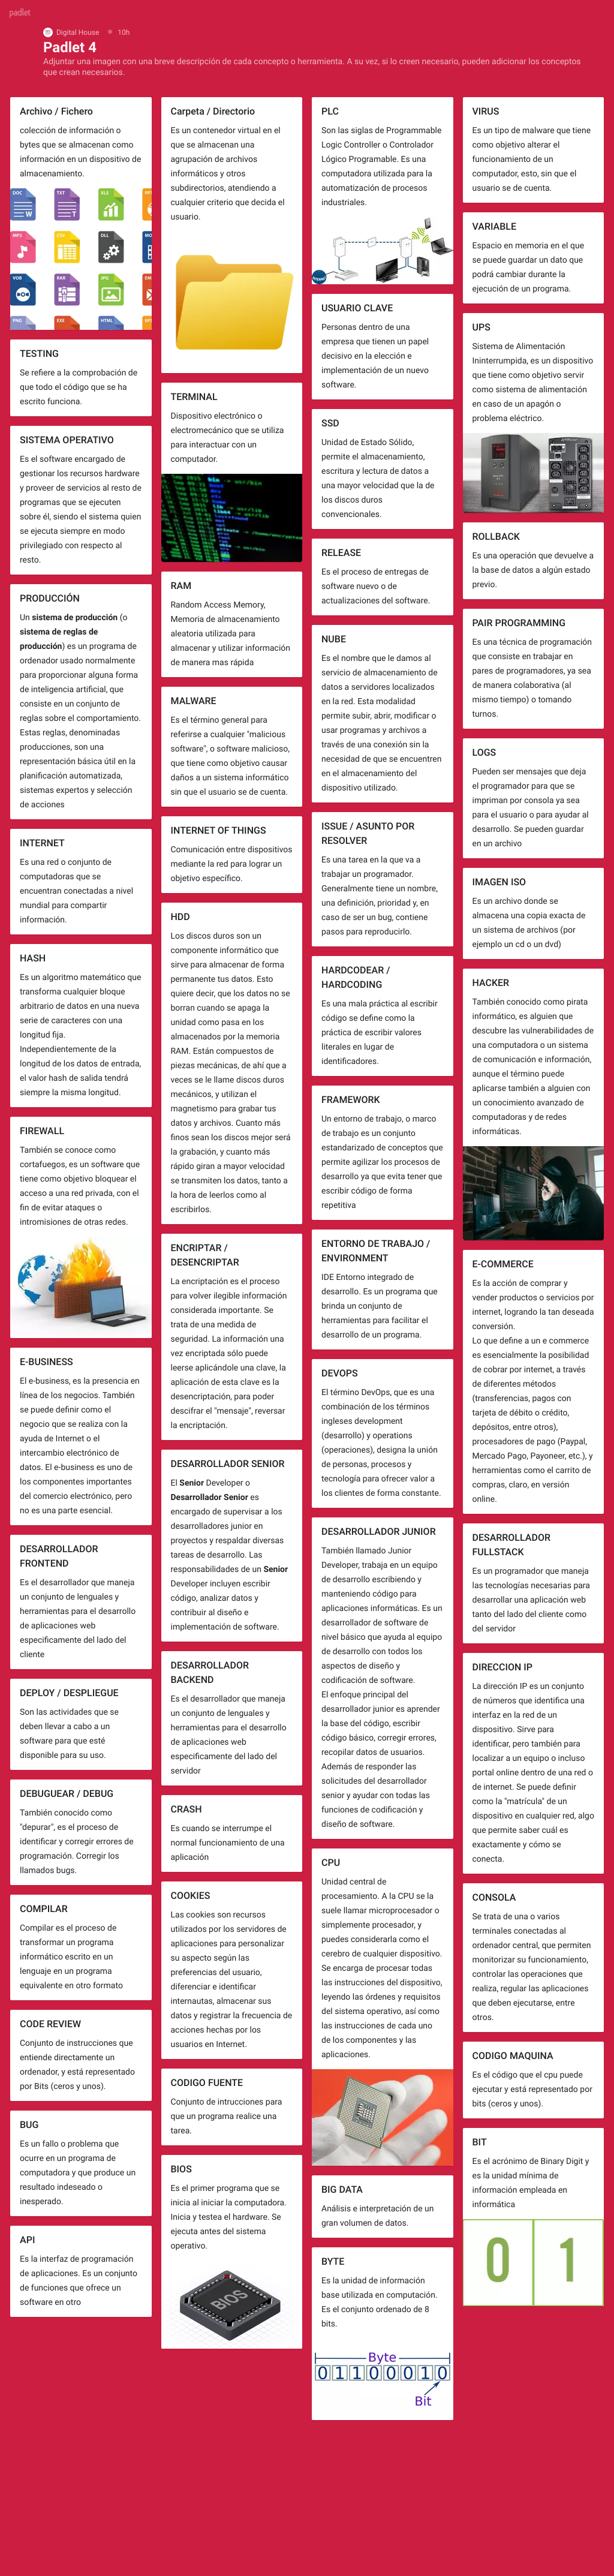 padlet
Digital House
10h
Padlet 4
Adjuntar una imagen con una breve descripción de cada concepto o herramienta. A su vez, si lo creen necesario, pueden adicionar los conceptos
que crean necesarios.
Archivo / Fichero
colección de información o
bytes que se almacenan como
información en un dispositivo de
almacenamiento.
DOC
TXT
XLS
MP3
CSV
DLL
VOB
RAR
JPG
PNG
EXE
HTML
TESTING
Se refiere a la comprobación de
que todo el código que se ha
escrito funciona.
SISTEMA OPERATIVO
Es el software encargado de
gestionar los recursos hardware
y proveer de servicios al resto de
programas que se ejecuten
sobre él, siendo el sistema quien
se ejecuta siempre en modo
privilegiado con respecto al
resto.
PRODUCCIÓN
Un sistema de producción (o
sistema de reglas de
producción) es un programa de
ordenador usado normalmente
para proporcionar alguna forma
de inteligencia artificial, que
consiste en un conjunto de
reglas sobre el comportamiento.
Estas reglas, denominadas
producciones, son una
representación básica útil en la
planificación automatizada,
sistemas expertos y selección
de acciones
INTERNET
Es una red o conjunto de
computadoras que se
encuentran conectadas a nivel
mundial para compartir
información.
HASH
Es un algoritmo matemático que
transforma cualquier bloque
arbitrario de datos en una nueva
serie de caracteres con una
longitud fija.
Independientemente de la
longitud de los datos de entrada,
el valor hash de salida tendrá
siempre la misma longitud.
FIREWALL
También se conoce como
cortafuegos, es un software que
tiene como objetivo bloquear el
acceso a una red privada, con el
fin de evitar ataques o
intromisiones de otras redes.
E-BUSINESS
El e-business, es la presencia en
línea de los negocios. También
se puede definir como el
negocio que se realiza con la
ayuda de Internet o el
intercambio electrónico de
datos. El e-business es uno de
los componentes importantes
del comercio electrónico, pero
no es una parte esencial.
DESARROLLADOR
FRONTEND
Es el desarrollador que maneja
un conjunto de lenguales y
herramientas para el desarrollo
de aplicaciones web
especificamente del lado del
cliente
DEPLOY / DESPLIEGUE
Son las actividades que se
deben llevar a cabo a un
software para que esté
disponible para su uso.
DEBUGUEAR / DEBUG
También conocido como
"depurar", es el proceso de
identificar y corregir errores de
programación. Corregir los
llamados bugs.
COMPILAR
Compilar es el proceso de
transformar un programa
informático escrito en un
lenguaje en un programa
equivalente en otro formato
CODE REVIEW
Conjunto de instrucciones que
entiende directamente un
ordenador, y está representado
por Bits (ceros y unos).
BUG
Es un fallo o problema que
ocurre en un programa de
computadora y que produce un
resultado indeseado o
inesperado.
API
Es la interfaz de programación
de aplicaciones. Es un conjunto
de funciones que ofrece un
software en otro
Carpeta / Directorio
Es un contenedor virtual en el
que se almacenan una
agrupación de archivos
informáticos y otros
subdirectorios, atendiendo a
cualquier criterio que decida el
usuario.
TERMINAL
Dispositivo electrónico o
electromecánico que se utiliza
para interactuar con un
computador.
RAM
Random Access Memory,
Memoria de almacenamiento
aleatoria utilizada para
almacenar y utilizar información
de manera mas rápida
MALWARE
Es el término general para
referirse a cualquier "malicious
software", o software malicioso,
que tiene como objetivo causar
daños a un sistema informático
sin que el usuario se de cuenta.
INTERNET OF THINGS
Comunicación entre dispositivos
mediante la red para lograr un
objetivo específico.
HDD
Los discos duros son un
componente informático que
sirve para almacenar de forma
permanente tus datos. Esto
quiere decir, que los datos no se
borran cuando se apaga la
unidad como pasa en los
almacenados por la memoria
RAM. Están compuestos de
piezas mecánicas, de ahí que a
veces se le llame discos duros
mecánicos, y utilizan el
magnetismo para grabar tus
datos y archivos. Cuanto más
finos sean los discos mejor será
la grabación, y cuanto más
rápido giran a mayor velocidad
se transmiten los datos, tanto a
la hora de leerlos como al
escribirlos.
ENCRIPTAR /
DESENCRIPTAR
La encriptación es el proceso
para volver ilegible información
considerada importante. Se
trata de una medida de
seguridad. La información una
vez encriptada sólo puede
leerse aplicándole una clave, la
aplicación de esta clave es la
desencriptación, para poder
descifrar el "mensaje", reversar
la encriptación.
DESARROLLADOR SENIOR
El Senior Developer o
Desarrollador Senior es
encargado de supervisar a los
desarrolladores junior en
proyectos y respaldar diversas
tareas de desarrollo. Las
responsabilidades de un Senior
Developer incluyen escribir
código, analizar datos y
contribuir al diseño e
implementación de software.
DESARROLLADOR
BACKEND
Es el desarrollador que maneja
un conjunto de lenguales y
herramientas para el desarrollo
de aplicaciones web
especificamente del lado del
servidor
CRASH
Es cuando se interrumpe el
normal funcionamiento de una
aplicación
COOKIES
Las cookies son recursos
utilizados por los servidores de
aplicaciones para personalizar
su aspecto según las
preferencias del usuario,
diferenciar e identificar
internautas, almacenar sus
datos y registrar la frecuencia de
acciones hechas por los
usuarios en Internet.
CODIGO FUENTE
Conjunto de intrucciones para
que un programa realice una
tarea.
BIOS
Es el primer programa que se
inicia al iniciar la computadora.
Inicia y testea el hardware. Se
ejecuta antes del sistema
operativo.
BIOS
PLC
Son las siglas de Programmable
Logic Controller o Controlador
Lógico Programable. Es una
computadora utilizada para la
automatización de procesos
industriales.
USUARIO CLAVE
Personas dentro de una
empresa que tienen un papel
decisivo en la elección e
implementación de un nuevo
software.
SSD
Unidad de Estado Sólido,
permite el almacenamiento,
escritura y lectura de datos a
una mayor velocidad que la de
los discos duros
convencionales.
RELEASE
Es el proceso de entregas de
software nuevo o de
actualizaciones del software.
NUBE
Es el nombre que le damos al
servicio de almacenamiento de
datos a servidores localizados
en la red. Esta modalidad
permite subir, abrir, modificar o
usar programas y archivos a
través de una conexión sin la
necesidad de que se encuentren
en el almacenamiento del
dispositivo utilizado.
ISSUE / ASUNTO POR
RESOLVER
Es una tarea en la que va a
trabajar un programador.
Generalmente tiene un nombre,
una definición, prioridad y, en
caso de ser un bug, contiene
pasos para reproducirlo.
HARDCODEAR /
HARDCODING
Es una mala práctica al escribir
código se define como la
práctica de escribir valores
literales en lugar de
identificadores.
FRAMEWORK
Un entorno de trabajo, o marco
de trabajo es un conjunto
estandarizado de conceptos que
permite agilizar los procesos de
desarrollo ya que evita tener que
escribir código de forma
repetitiva
ENTORNO DE TRABAJO /
ENVIRONMENT
IDE Entorno integrado de
desarrollo. Es un programa que
brinda un conjunto de
herramientas para facilitar el
desarrollo de un programa.
DEVOPS
El término DevOps, que es una
combinación de los términos
ingleses development
(desarrollo) y operations
(operaciones), designa la unión
de personas, procesos y
tecnología para ofrecer valor a
los clientes de forma constante.
DESARROLLADOR JUNIOR
También llamado Junior
Developer, trabaja en un equipo
de desarrollo escribiendo y
manteniendo código para
aplicaciones informáticas. Es un
desarrollador de software de
nivel básico que ayuda al equipo
de desarrollo con todos los
aspectos de diseño y
codificación de software.
El enfoque principal del
desarrollador junior es aprender
la base del código, escribir
código básico, corregir errores,
recopilar datos de usuarios.
Además de responder las
solicitudes del desarrollador
senior y ayudar con todas las
funciones de codificación y
diseño de software.
CPU
Unidad central de
procesamiento. A la CPU se la
suele llamar microprocesador o
simplemente procesador, y
puedes considerarla como el
cerebro de cualquier dispositivo.
Se encarga de procesar todas
las instrucciones del dispositivo,
leyendo las órdenes y requisitos
del sistema operativo, así como
las instrucciones de cada uno
de los componentes y las
aplicaciones.
BIG DATA
Análisis e interpretación de un
gran volumen de datos.
BYTE
Es la unidad de información
base utilizada en computación.
Es el conjunto ordenado de 8
bits.
Byte
0 1 1 0 0 0 1 0
Bit
VIRUS
Es un tipo de malware que tiene
como objetivo alterar el
funcionamiento de un
computador, esto, sin que el
usuario se de cuenta.
VARIABLE
Espacio en memoria en el que
se puede guardar un dato que
podrá cambiar durante la
ejecución de un programa.
UPS
Sistema de Alimentación
Ininterrumpida, es un dispositivo
que tiene como objetivo servir
como sistema de alimentación
en caso de un apagón o
problema eléctrico.
ROLLBACK
Es una operación que devuelve a
la base de datos a algún estado
previo.
PAIR PROGRAMMING
Es una técnica de programación
que consiste en trabajar en
pares de programadores, ya sea
de manera colaborativa (al
mismo tiempo) o tomando
turnos.
LOGS
Pueden ser mensajes que deja
el programador para que se
impriman por consola ya sea
para el usuario o para ayudar al
desarrollo. Se pueden guardar
en un archivo
IMAGEN ISO
Es un archivo donde se
almacena una copia exacta de
un sistema de archivos (por
ejemplo un cd o un dvd)
HACKER
También conocido como pirata
informático, es alguien que
descubre las vulnerabilidades de
una computadora o un sistema
de comunicación e información,
aunque el término puede
aplicarse también a alguien con
un conocimiento avanzado de
computadoras y de redes
informáticas.
E-COMMERCE
Es la acción de comprar y
vender productos o servicios por
internet, logrando la tan deseada
conversión.
Lo que define a un e commerce
es esencialmente la posibilidad
de cobrar por internet, a través
de diferentes métodos
(transferencias, pagos con
tarjeta de débito o crédito,
depósitos, entre otros),
procesadores de pago (Paypal,
Mercado Pago, Payoneer, etc.), y
herramientas como el carrito de
compras, claro, en versión
online.
DESARROLLADOR
FULLSTACK
Es un programador que maneja
las tecnologías necesarias para
desarrollar una aplicación web
tanto del lado del cliente como
del servidor
DIRECCION IP
La dirección IP es un conjunto
de números que identifica una
interfaz en la red de un
dispositivo. Sirve para
identificar, pero también para
localizar a un equipo o incluso
portal online dentro de una red o
de internet. Se puede definir
como la "matrícula" de un
dispositivo en cualquier red, algo
que permite saber cuál es
exactamente y cómo se
conecta.
CONSOLA
Se trata de una o varios
terminales conectadas al
ordenador central, que permiten
monitorizar su funcionamiento,
controlar las operaciones que
realiza, regular las aplicaciones
que deben ejecutarse, entre
otros.
CODIGO MAQUINA
Es el código que el cpu puede
ejecutar y está representado por
bits (ceros y unos).
BIT
Es el acrónimo de Binary Digit y
es la unidad mínima de
información empleada en
informática
0 1